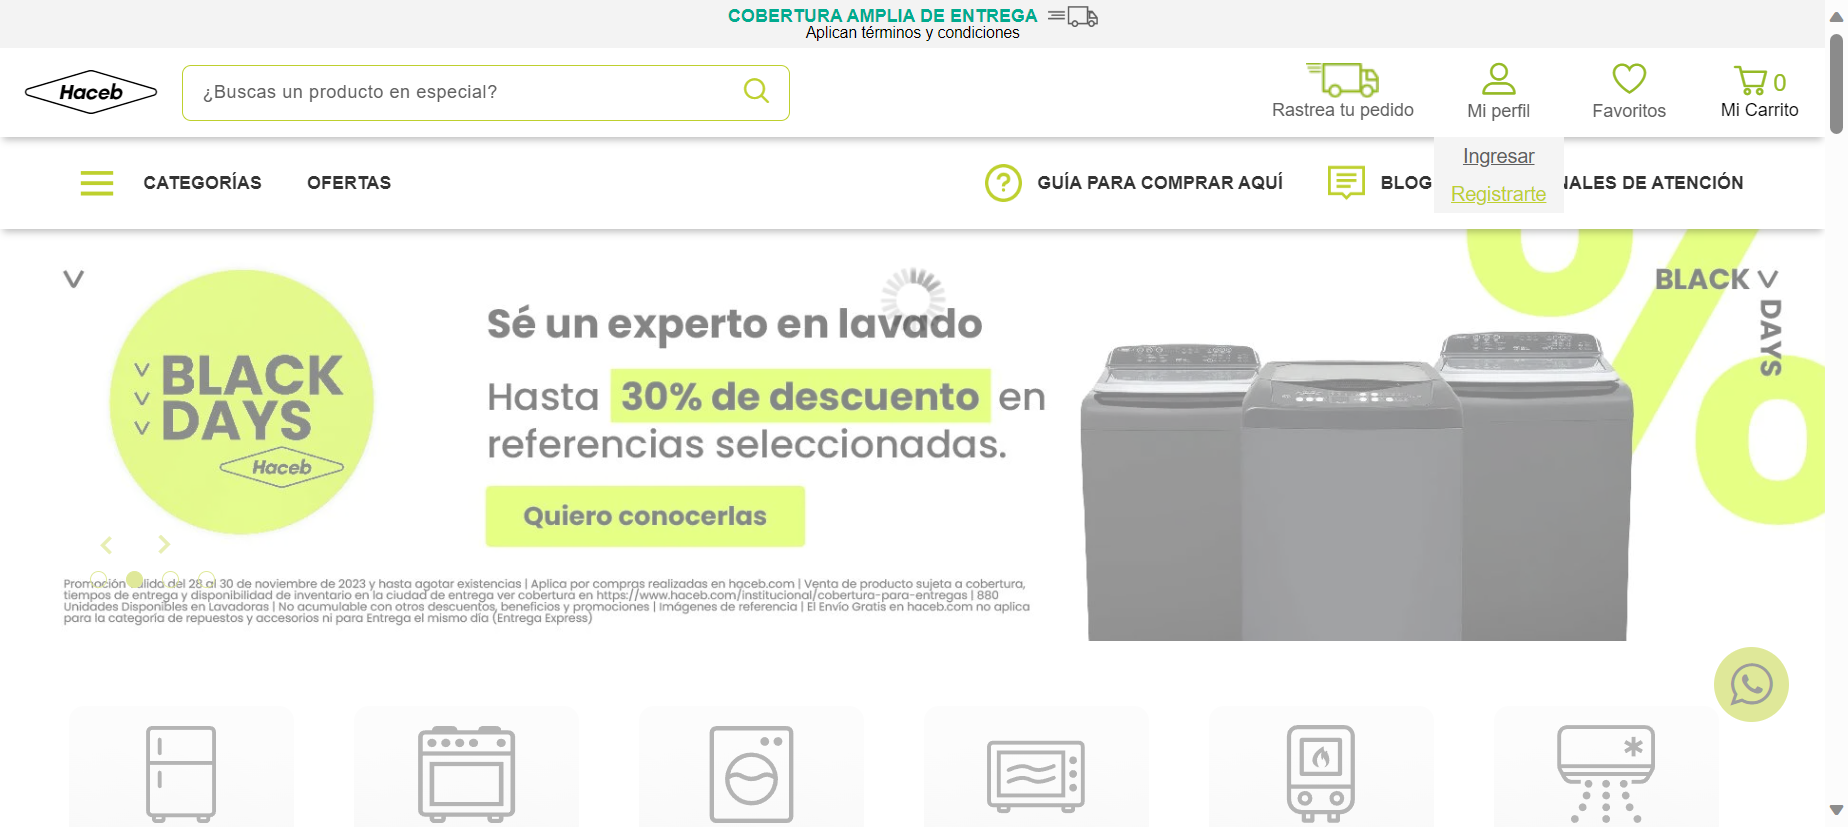 COBERTURA AMPLIA DE ENTREGA
Aplican términos y condiciones
Haceb
¿Buscas un producto en especial?
Rastrea tu pedido
Mi perfil
Favoritos
0
Mi Carrito
Ingresar
Registrarte
CATEGORÍAS
OFERTAS
GUÍA PARA COMPRAR AQUÍ
BLOG
NALES DE ATENCIÓN
BLACK
DAYS
Haceb
Sé un experto en lavado
Hasta 30% de descuento en
referencias seleccionadas.
Quiero conocerlas
BLACK
DAYS
%
Promoción válida del 28 al 30 de noviembre de 2023 y hasta agotar existencias | Aplica por compras realizadas en haceb.com | Venta de producto sujeta a cobertura,
tiempos de entrega y disponibilidad de inventario en la ciudad de entrega ver cobertura en https://www.haceb.com/institucional/cobertura-para-entregas | 880
Unidades Disponibles en Lavadoras | No acumulable con otros descuentos, beneficios y promociones | Imágenes de referencia | El Envío Gratis en haceb.com no aplica
para la categoría de repuestos y accesorios ni para Entrega el mismo día (Entrega Express)